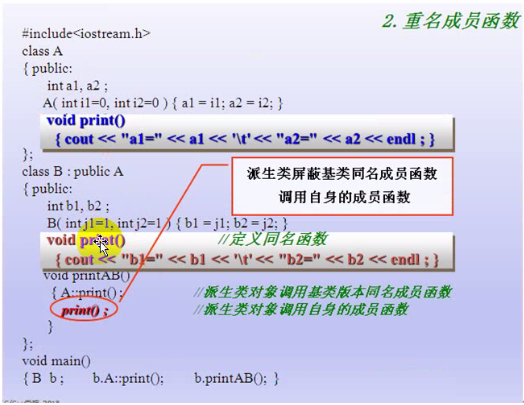 2.重名成员函数
#include<iostream.h>
class A
{ public:
int a1, a2 ;
A( int i1=0, int i2=0 ) { a1 = i1; a2 = i2; }
void print()
{ cout << "a1=" << a1 << '\t' << "a2=" << a2 << endl ; }
};
class B : public A
{ public:
int b1, b2 ;
B( int j1=1, int j2=1 ) { b1 = j1; b2 = j2; }
void print() //定义同名函数
{ cout << "b1=" << b1 << '\t' << "b2=" << b2 << endl ; }
void printAB()
{ A::print() ; //派生类对象调用基类版本同名成员函数
print() ; //派生类对象调用自身的成员函数
}
};
void main()
{ B b ; b.A::print(); b.printAB(); }
派生类屏蔽基类同名成员函数
调用自身的成员函数